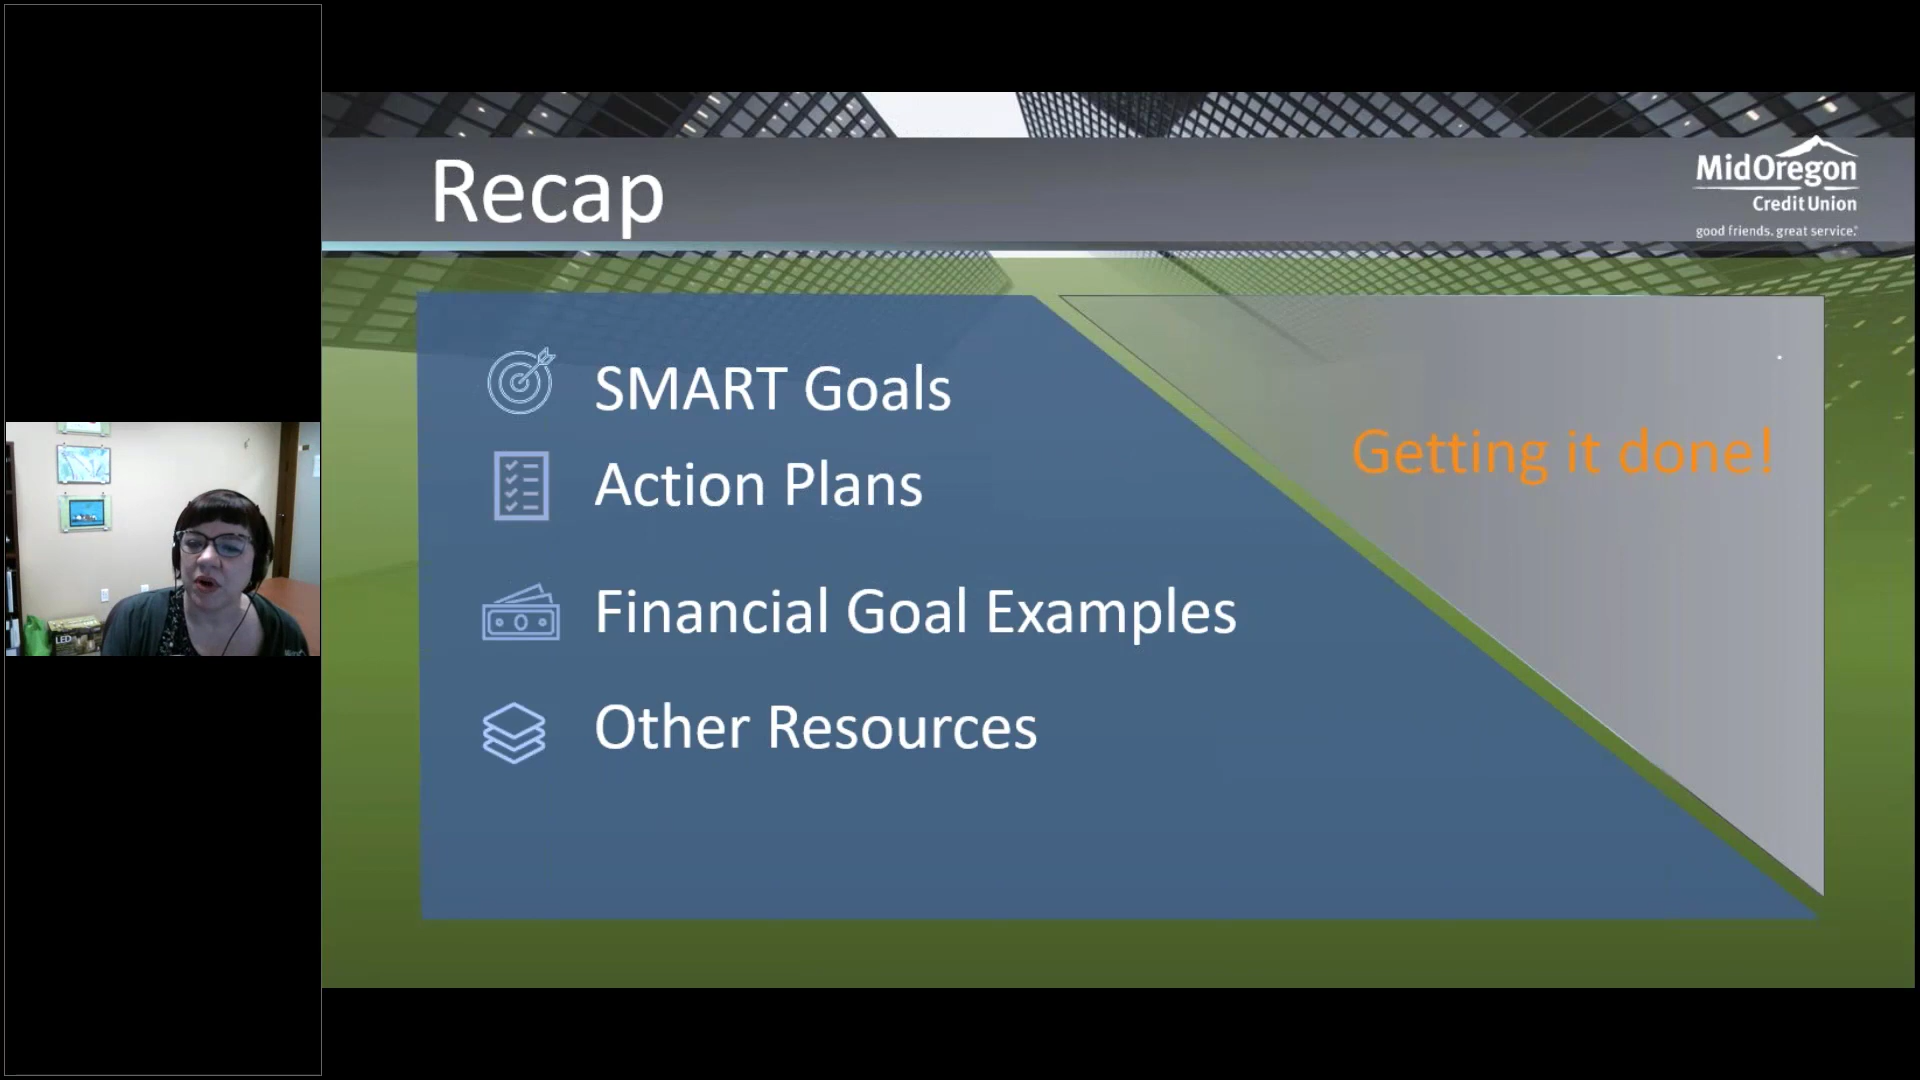 Recap
MidOregon
Credit Union
good friends. great service.
SMART Goals
Action Plans
Financial Goal Examples
Other Resources
Getting it done!
LED